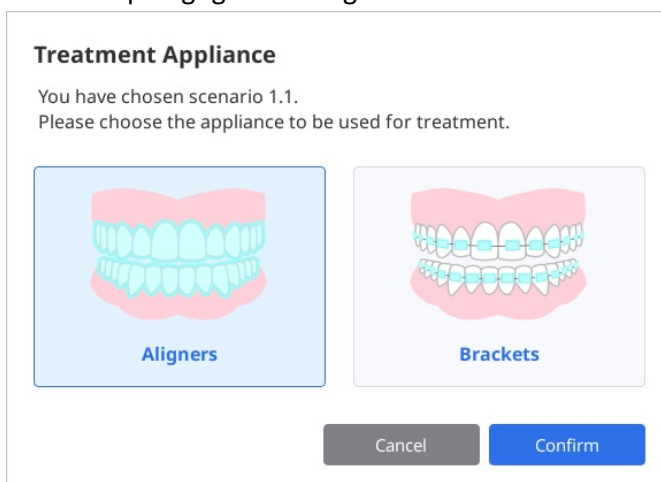 Treatment Appliance
You have chosen scenario 1.1.
Please choose the appliance to be used for treatment.
Aligners
Brackets
Cancel
Confirm